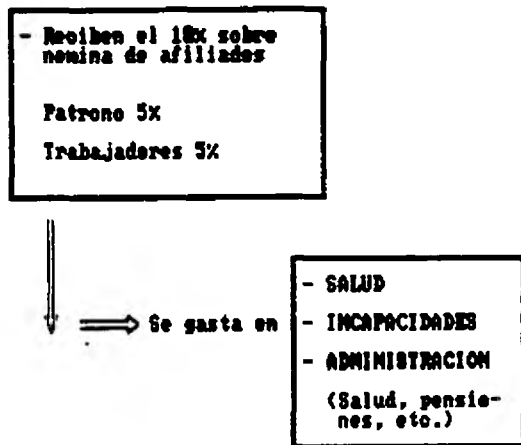 - Reciben el 10% sobre
nomina de afiliados
Patrono 5%
Trabajadores 5%
Se gasta en
- SALUD
- INCAPACIDADES
- ADMINISTRACION
(Salud, pensio-
nes, etc.)